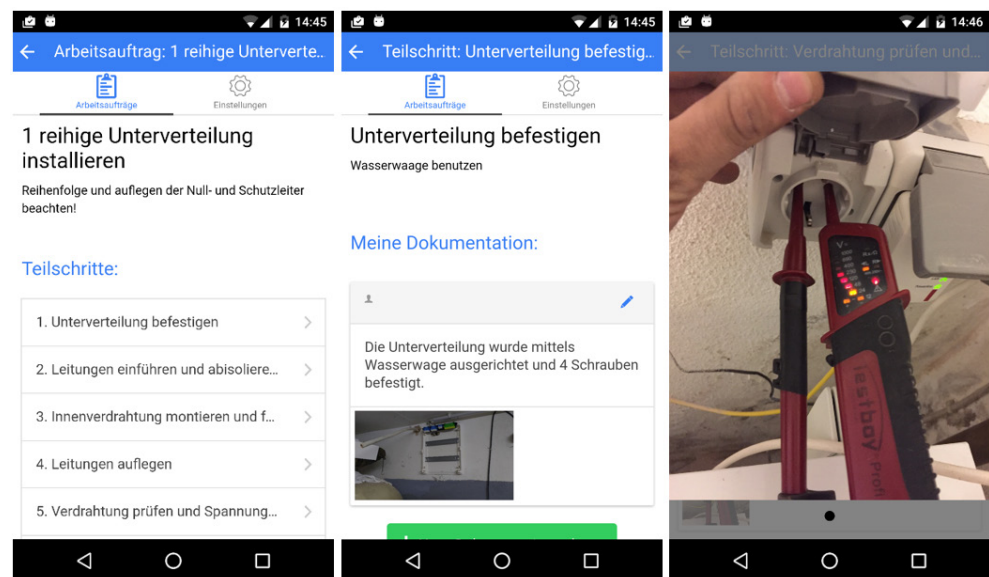 14:45
Arbeitsauftrag: 1 reihige Unterverte...
Arbeitsaufträge
Einstellungen
1 reihige Unterverteilung
installieren
Reihenfolge und auflegen der Null- und Schutzleiter
beachten!
Teilschritte:
1. Unterverteilung befestigen
2. Leitungen einführen und abisoliere...
3. Innenverdrahtung montieren und f...
4. Leitungen auflegen
5. Verdrahtung prüfen und Spannung...
14:45
Teilschritt: Unterverteilung befestig...
Arbeitsaufträge
Einstellungen
Unterverteilung befestigen
Wasserwaage benutzen
Meine Dokumentation:
Die Unterverteilung wurde mittels
Wasserwage ausgerichtet und 4 Schrauben
befestigt.
14:46
Teilschritt: Verdrahtung prüfen und...
Testboy Profi